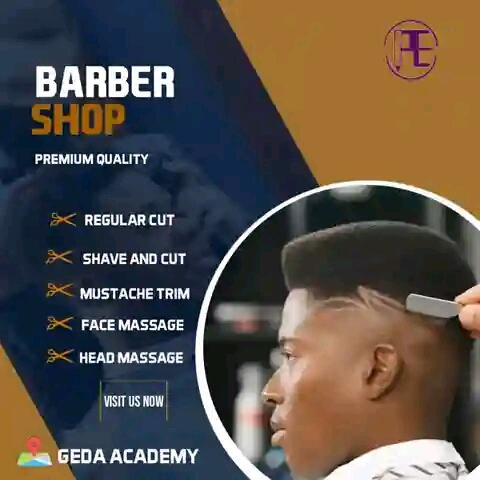 BARBER
SHOP
PREMIUM QUALITY
REGULAR CUT
SHAVE AND CUT
MUSTACHE TRIM
FACE MASSAGE
HEAD MASSAGE
VISIT US NOW
GEDA ACADEMY